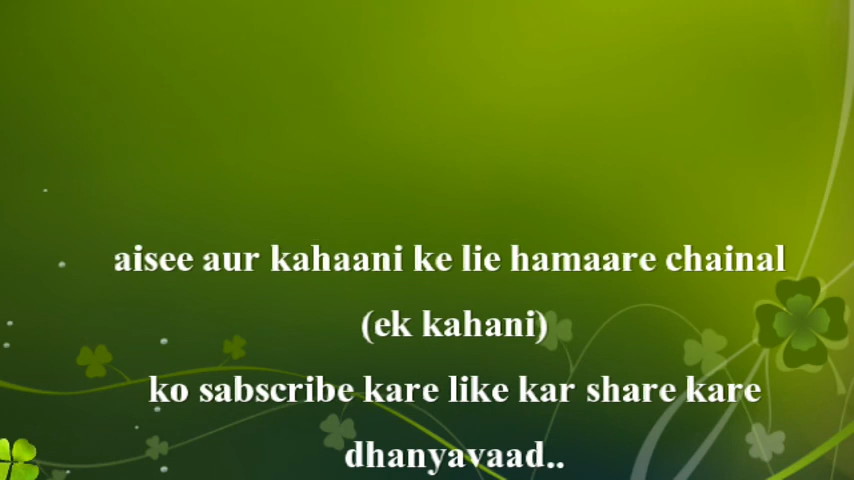 aisee aur kahaani ke lie hamaare chainal
(ek kahani)
ko sabscribe kare like kar share kare
dhanyavaad..